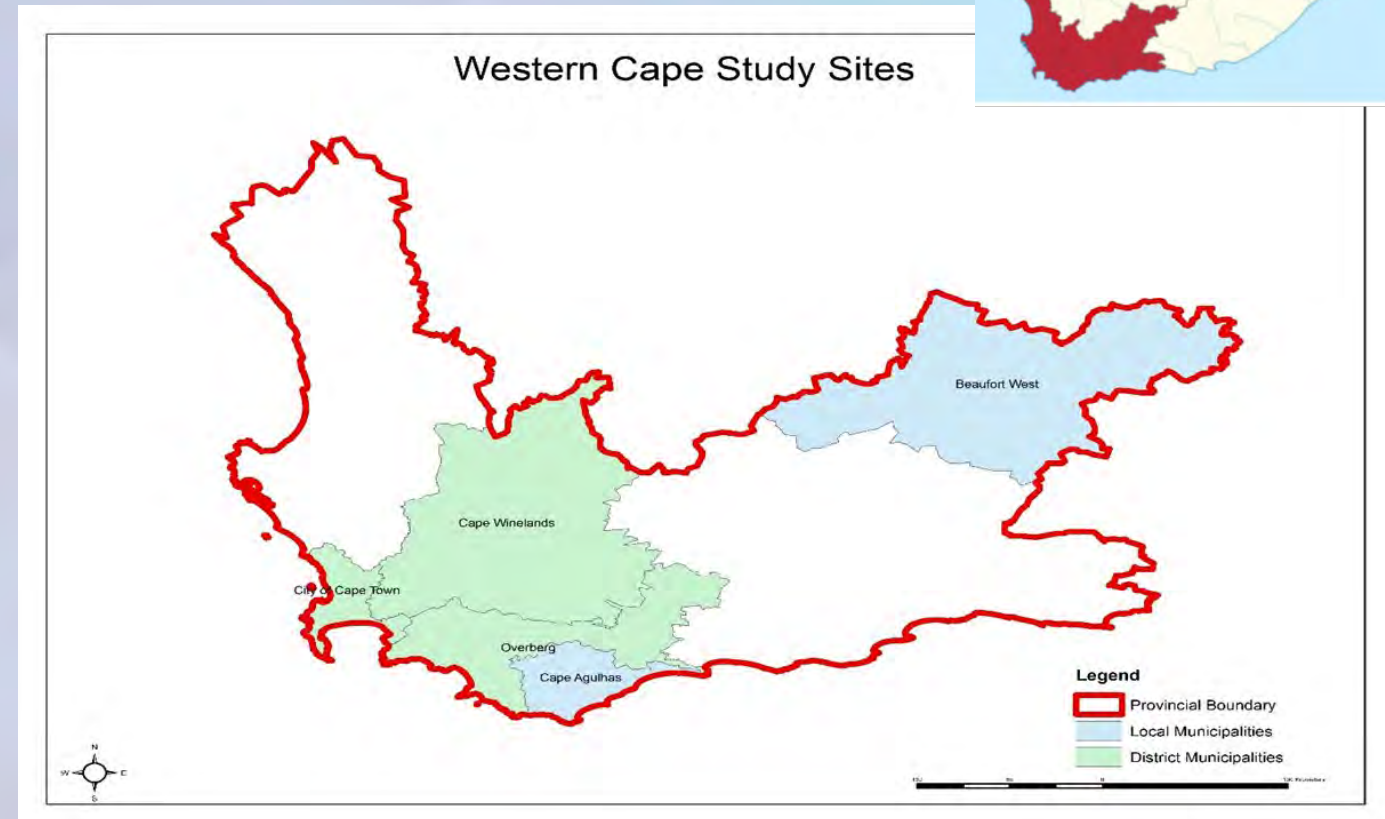 Western Cape Study Sites
Beaufort West
Cape Winelands
City of Cape Town
Overberg
Cape Agulhas
Legend
Provincial Boundary
Local Municipalities
District Municipalities
N
W E
S